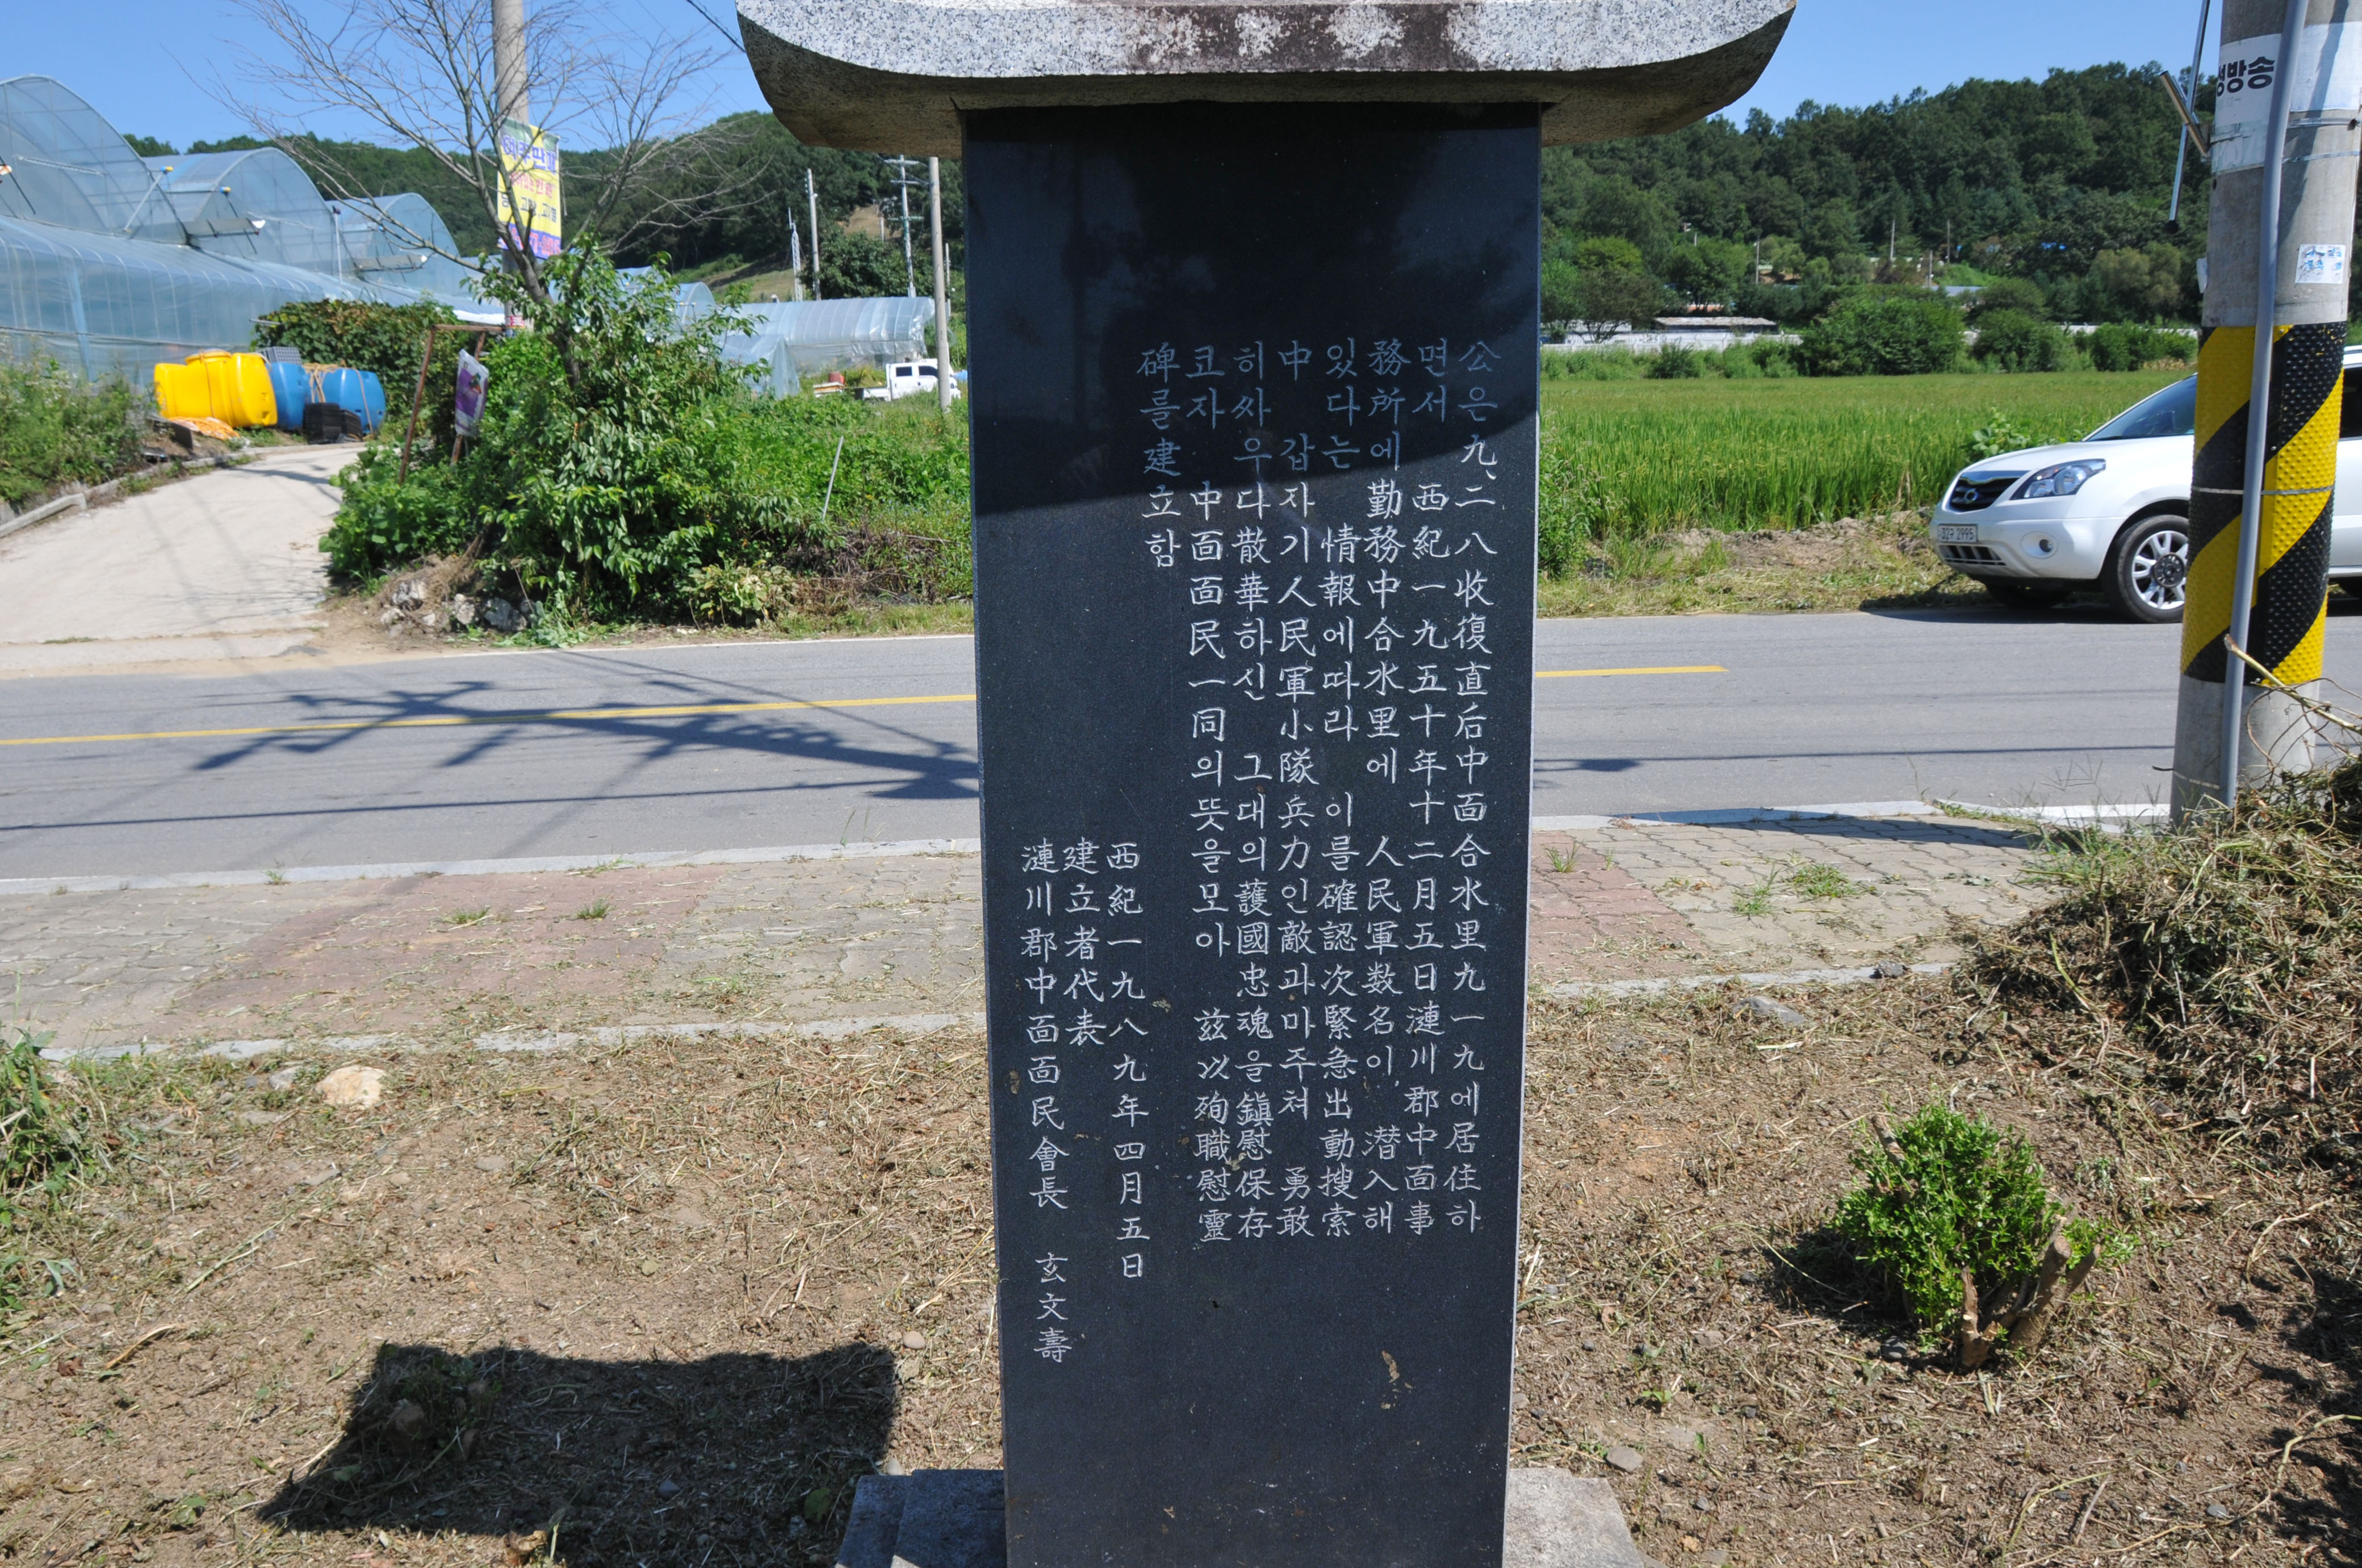 公은九、二八收復直后中面合水里九一九에居住하
면서 西紀一九五十年十二月五日漣川郡中面事
務所에勤務中合水里에 人民軍数名이 潜入해
있다는 情報에따라 이를確認次緊急出動搜索
中 갑자기人民軍小隊兵力인敵과마주쳐 勇敢
히싸우다散華하신 그대의護國忠魂을鎭慰保存
코자 中面面民一同의뜻을모아 玆以殉職慰靈
碑를建立함
西紀一九八九年四月五日
建立者代表
漣川郡中面面民會長 玄文壽
방송